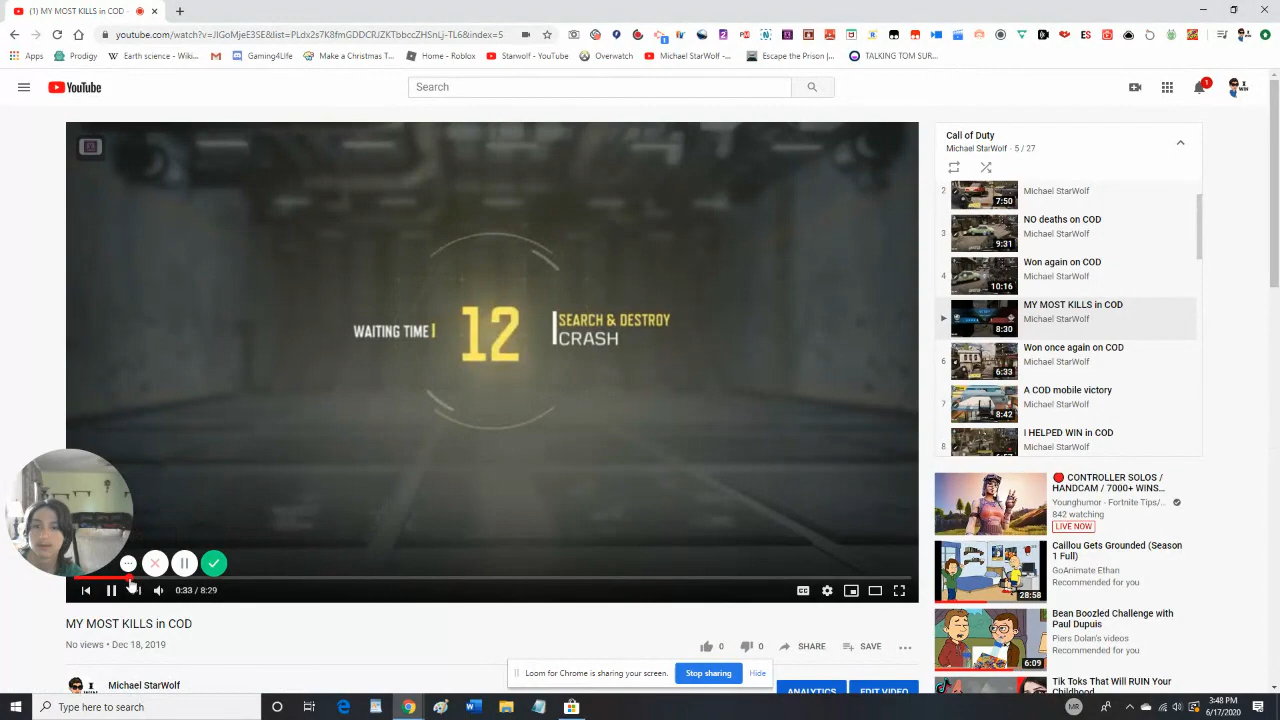 (1) MY MOST KILLS in COD -
youtube.com/watch?v=JIGoMjeE3SE&list=PLdx2s7K8fmGDDCRJZKTbbccZHSnLj-TL6&index=5
Apps
Prodigy
Earth science - Wiki...
Gaming4Life
Make a Christmas T...
Home - Roblox
Starwolf - YouTube
Overwatch
Michael StarWolf -...
Escape the Prison |...
TALKING TOM SUR...
YouTube
Search
1
WIN
WAITING TIME
12
SEARCH & DESTROY
CRASH
0:33 / 8:29
MY MOST KILLS in COD
No views • Dec 18, 2019
0
0
SHARE
SAVE
Michael StarWolf
ANALYTICS
EDIT VIDEO
Loom for Chrome is sharing your screen.
Stop sharing
Hide
Call of Duty
Michael StarWolf - 5 / 27
2
7:50
Michael StarWolf
3
9:31
NO deaths on COD
Michael StarWolf
4
10:16
Won again on COD
Michael StarWolf
8:30
MY MOST KILLS in COD
Michael StarWolf
6
6:33
Won once again on COD
Michael StarWolf
7
8:42
A COD mobile victory
Michael StarWolf
8
I HELPED WIN in COD
Michael StarWolf
CONTROLLER SOLOS /
HANDCAM / 7000+ WINS...
Younghumor - Fortnite Tips/...
842 watching
LIVE NOW
28:58
Caillou Gets Grounded (Season
1 Full)
GoAnimate Ethan
Recommended for you
6:09
Bean Boozled Challenge with
Paul Dupuis
Piers Dolan's videos
Recommended for you
Tik Toks That Will RUIN Your
Childhood
Type here to search
MR
3:48 PM
6/17/2020